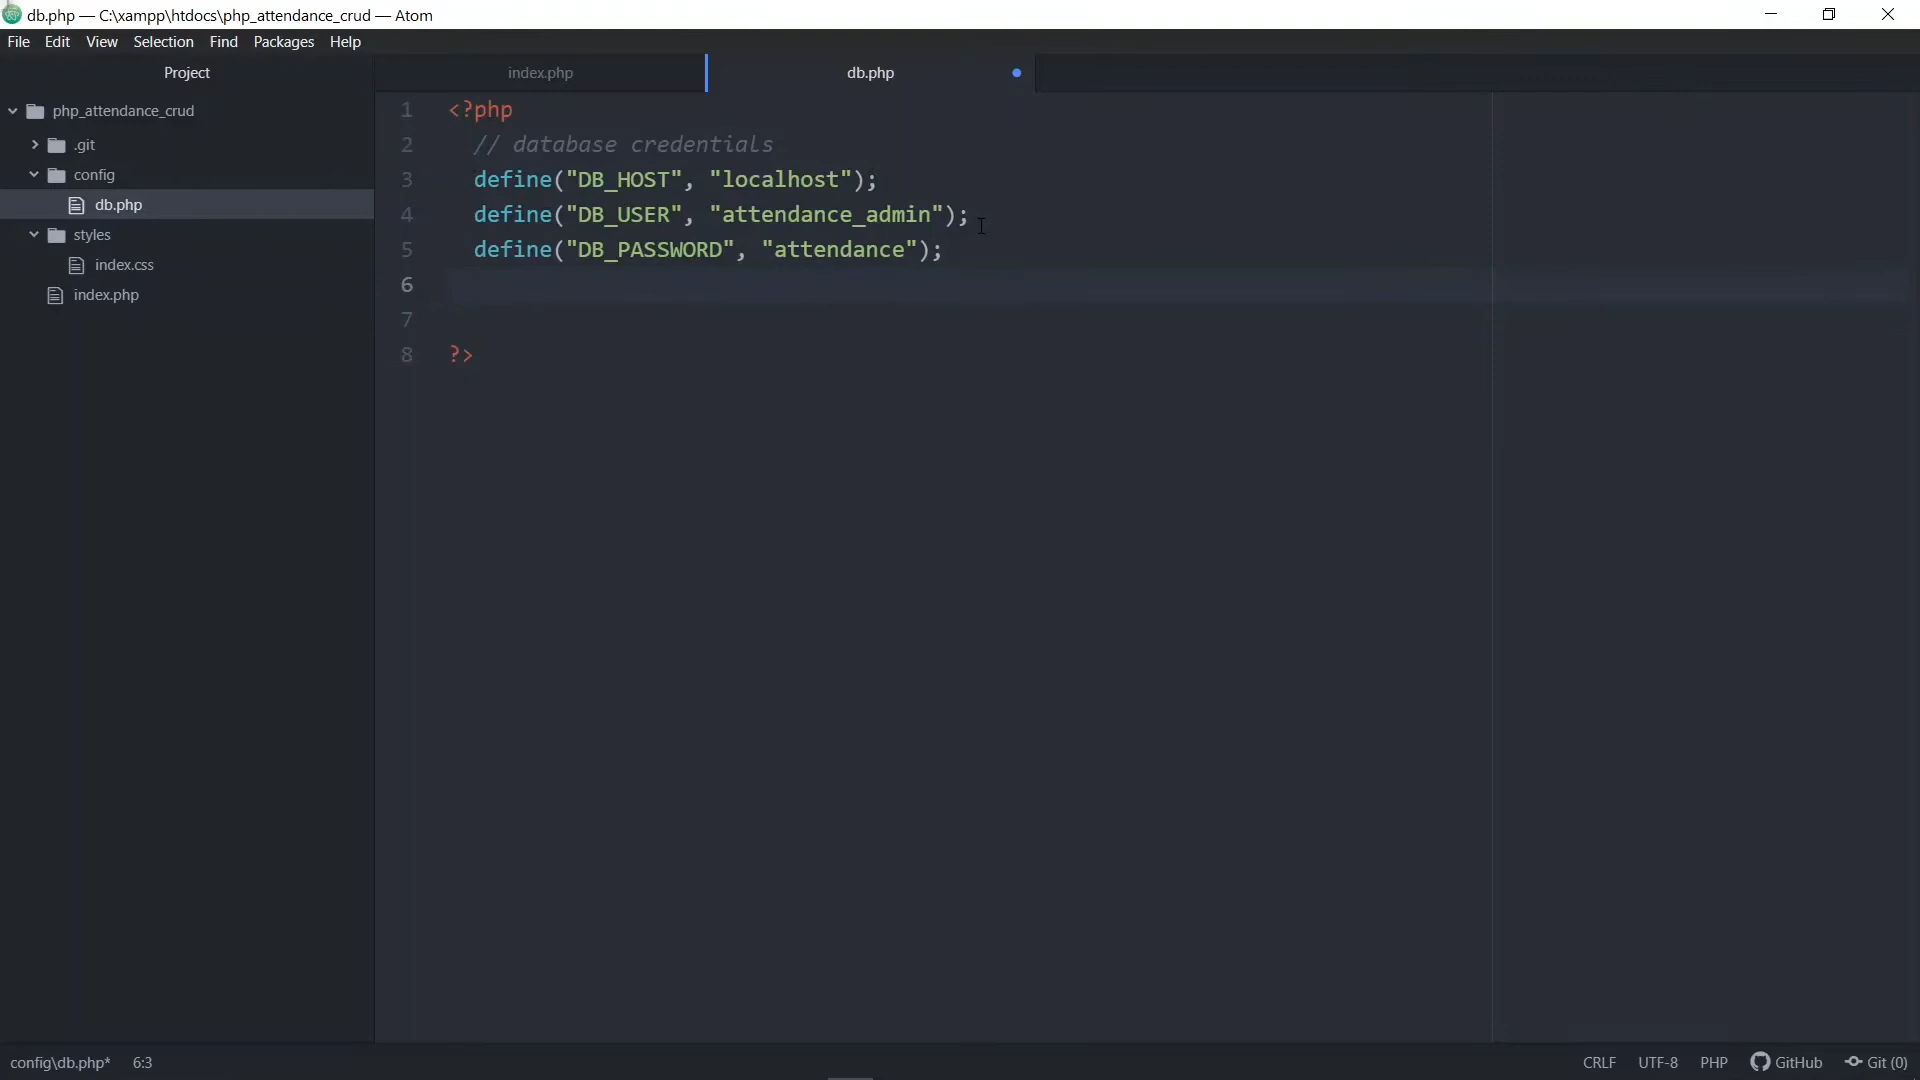 db.php — C:\xampp\htdocs\php_attendance_crud — Atom
File Edit View Selection Find Packages Help
Project
index.php
db.php
php_attendance_crud
.git
config
db.php
styles
index.css
index.php
1 <?php
2 // database credentials
3 define("DB_HOST", "localhost");
4 define("DB_USER", "attendance_admin");
5 define("DB_PASSWORD", "attendance");
6
7
8 ?>
config\db.php* 6:3
CRLF UTF-8 PHP GitHub Git (0)